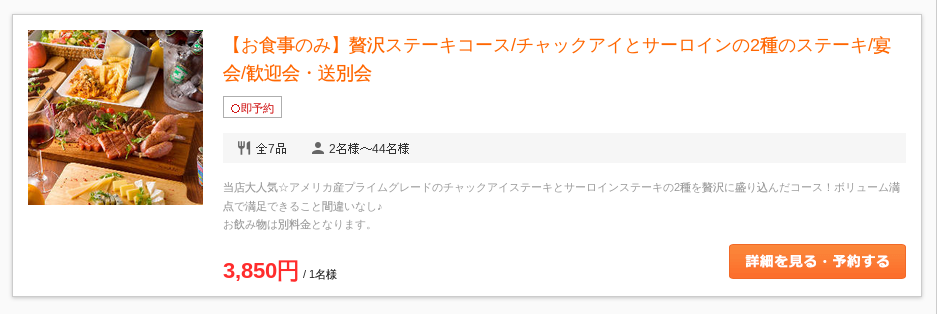 【お食事のみ】贅沢ステーキコース/チャックアイとサーロインの2種のステーキ/宴
会/歓迎会・送別会
○即予約
全7品 2名様～44名様
当店大人気☆アメリカ産プライムグレードのチャックアイステーキとサーロインステーキの2種を贅沢に盛り込んだコース！ボリューム満
点で満足できること間違いなし♪
お飲み物は別料金となります。
3,850円 / 1名様
詳細を見る・予約する